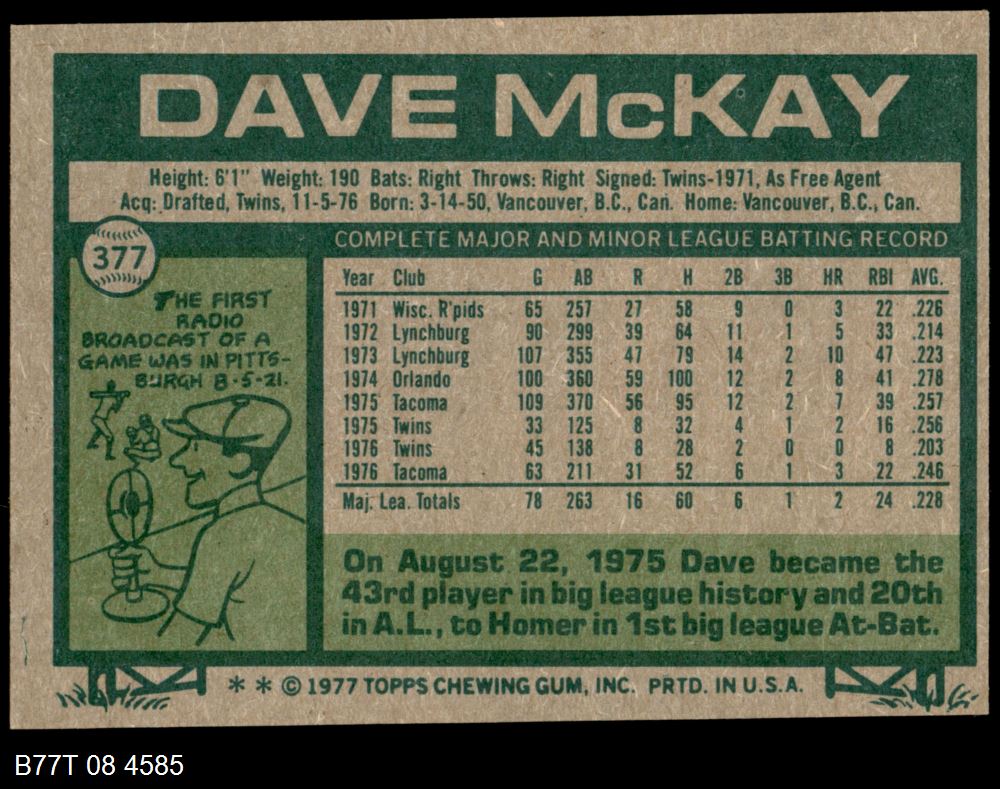 DAVE McKAY
Height: 6'1" Weight: 190 Bats: Right Throws: Right Signed: Twins-1971, As Free Agent
Acq: Drafted, Twins, 11-5-76 Born: 3-14-50, Vancouver, B.C., Can. Home: Vancouver, B.C., Can.
377
THE FIRST
RADIO
BROADCAST OF A
GAME WAS IN PITTS-
BURGH 8-5-21.
COMPLETE MAJOR AND MINOR LEAGUE BATTING RECORD
Year Club G AB R H 2B 3B HR RBI AVG.
1971 Wisc. R'pids 65 257 27 58 9 0 3 22 .226
1972 Lynchburg 90 299 39 64 11 1 5 33 .214
1973 Lynchburg 107 355 47 79 14 2 10 47 .223
1974 Orlando 100 360 59 100 12 2 8 41 .278
1975 Tacoma 109 370 56 95 12 2 7 39 .257
1975 Twins 33 125 8 32 4 1 2 16 .256
1976 Twins 45 138 8 28 2 0 0 8 .203
1976 Tacoma 63 211 31 52 6 1 3 22 .246
Maj. Lea. Totals 78 263 16 60 6 1 2 24 .228
On August 22, 1975 Dave became the
43rd player in big league history and 20th
in A.L., to Homer in 1st big league At-Bat.
* * © 1977 TOPPS CHEWING GUM, INC. PRTD. IN U.S.A.
B77T 08 4585